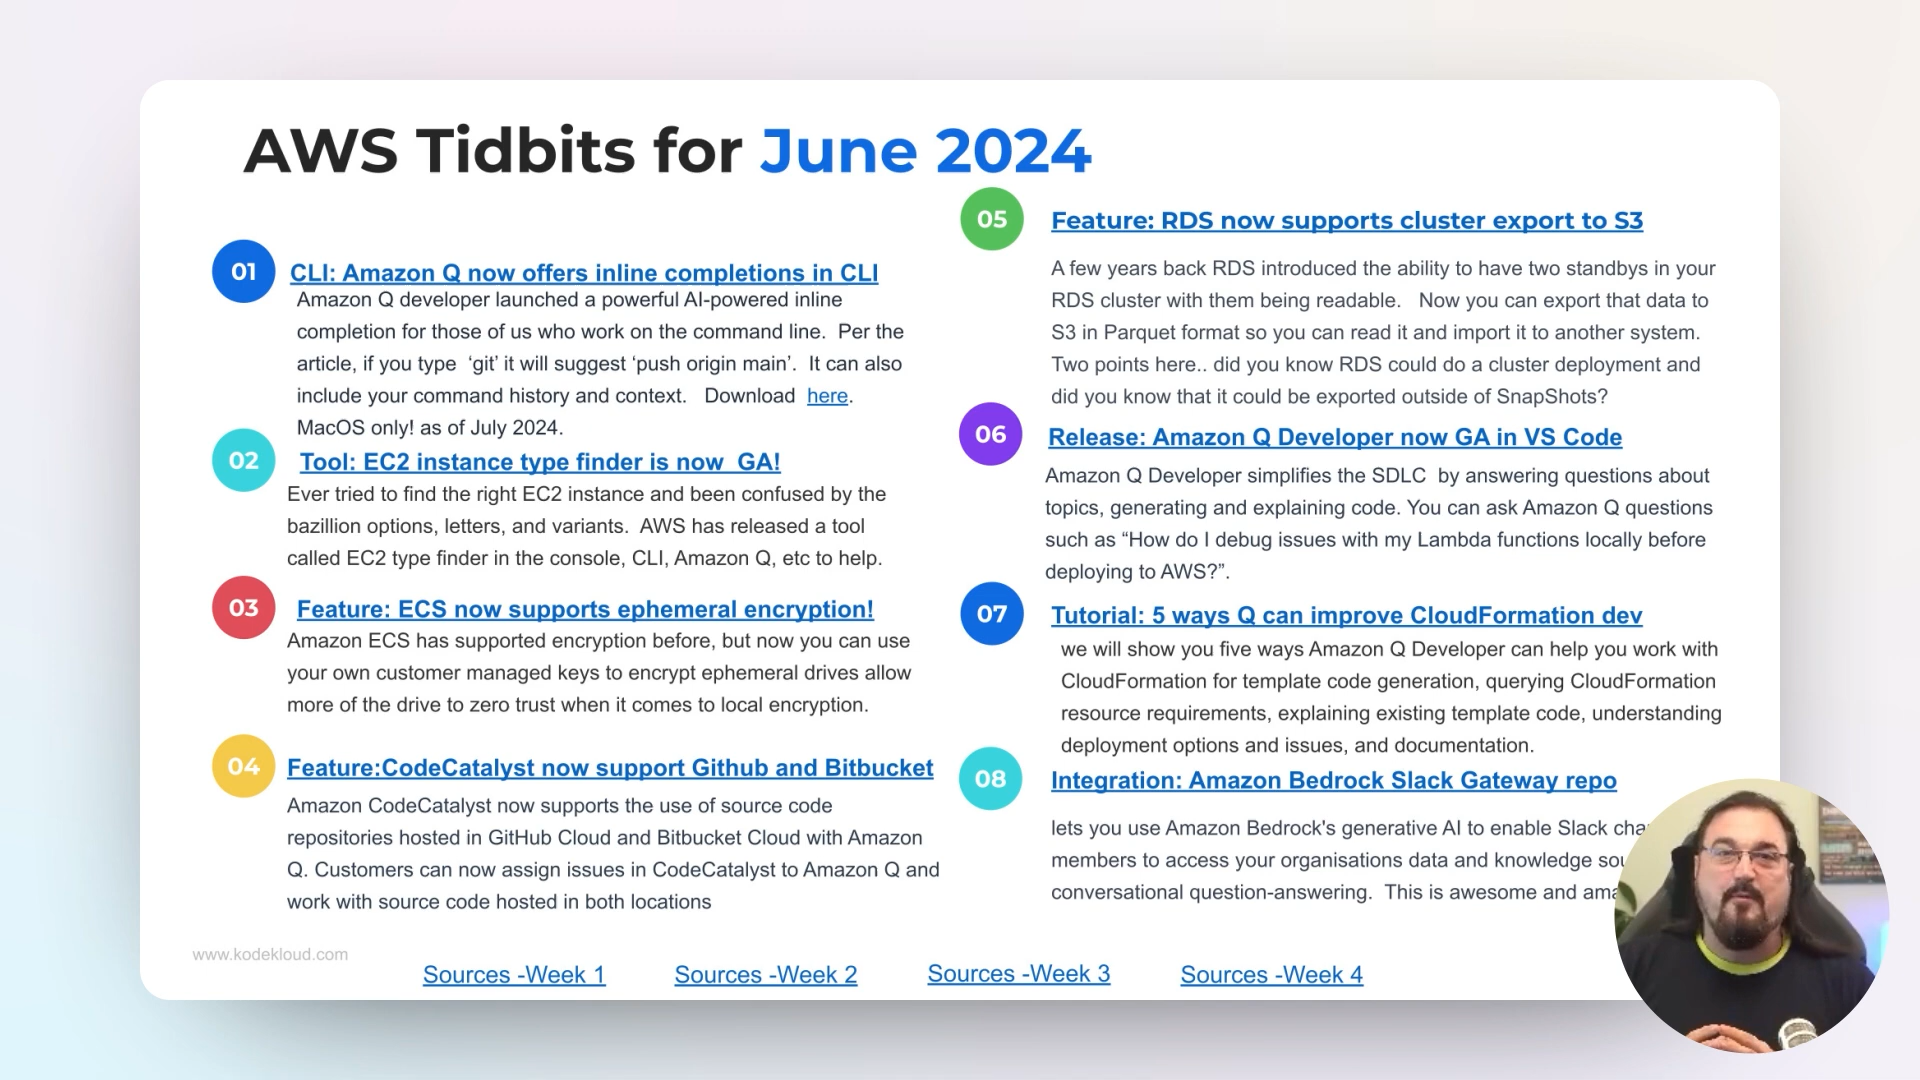 AWS Tidbits for June 2024
01
CLI: Amazon Q now offers inline completions in CLI
Amazon Q developer launched a powerful AI-powered inline
completion for those of us who work on the command line.  Per the
article, if you type  ‘git’ it will suggest ‘push origin main’.  It can also
include your command history and context.   Download  here.
MacOS only! as of July 2024.
02
Tool: EC2 instance type finder is now  GA!
Ever tried to find the right EC2 instance and been confused by the
bazillion options, letters, and variants.  AWS has released a tool
called EC2 type finder in the console, CLI, Amazon Q, etc to help.
03
Feature: ECS now supports ephemeral encryption!
Amazon ECS has supported encryption before, but now you can use
your own customer managed keys to encrypt ephemeral drives allow
more of the drive to zero trust when it comes to local encryption.
04
Feature:CodeCatalyst now support Github and Bitbucket
Amazon CodeCatalyst now supports the use of source code
repositories hosted in GitHub Cloud and Bitbucket Cloud with Amazon
Q. Customers can now assign issues in CodeCatalyst to Amazon Q and
work with source code hosted in both locations
05
Feature: RDS now supports cluster export to S3
A few years back RDS introduced the ability to have two standbys in your
RDS cluster with them being readable.   Now you can export that data to
S3 in Parquet format so you can read it and import it to another system.
Two points here.. did you know RDS could do a cluster deployment and
did you know that it could be exported outside of SnapShots?
06
Release: Amazon Q Developer now GA in VS Code
Amazon Q Developer simplifies the SDLC  by answering questions about
topics, generating and explaining code. You can ask Amazon Q questions
such as “How do I debug issues with my Lambda functions locally before
deploying to AWS?”.
07
Tutorial: 5 ways Q can improve CloudFormation dev
we will show you five ways Amazon Q Developer can help you work with
CloudFormation for template code generation, querying CloudFormation
resource requirements, explaining existing template code, understanding
deployment options and issues, and documentation.
08
Integration: Amazon Bedrock Slack Gateway repo
lets you use Amazon Bedrock's generative AI to enable Slack
members to access your organisations data and knowledge
conversational question-answering.  This is awesome and
www.kodekloud.com
Sources -Week 1
Sources -Week 2
Sources -Week 3
Sources -Week 4